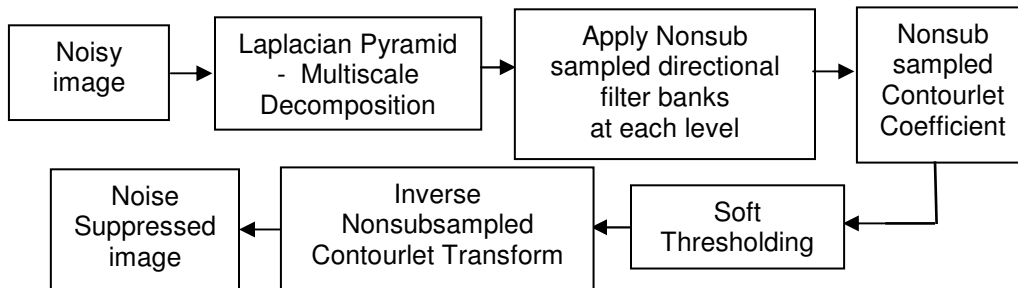 Noisy
image
Laplacian Pyramid
- Multiscale
Decomposition
Apply Nonsub
sampled directional
filter banks
at each level
Nonsub
sampled
Contourlet
Coefficient
Noise
Suppressed
image
Inverse
Nonsubsampled
Contourlet Transform
Soft
Thresholding